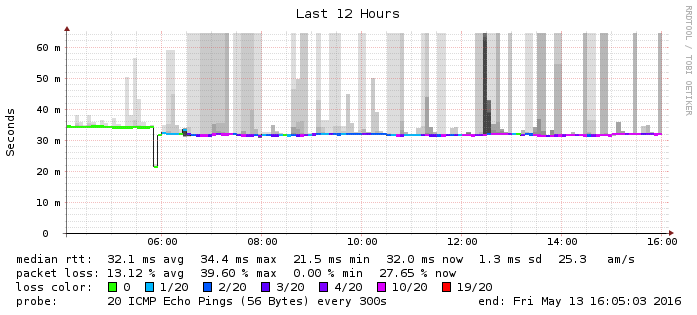 Last 12 Hours
RRDTOOL / TOBI OETIKER
Seconds
60 m
50 m
40 m
30 m
20 m
10 m
0
06:00 08:00 10:00 12:00 14:00 16:00
median rtt: 32.1 ms avg 34.4 ms max 21.5 ms min 32.0 ms now 1.3 ms sd 25.3 am/s
packet loss: 13.12 % avg 39.60 % max 0.00 % min 27.65 % now
loss color: 0 1/20 2/20 3/20 4/20 10/20 19/20
probe: 20 ICMP Echo Pings (56 Bytes) every 300s end: Fri May 13 16:05:03 2016